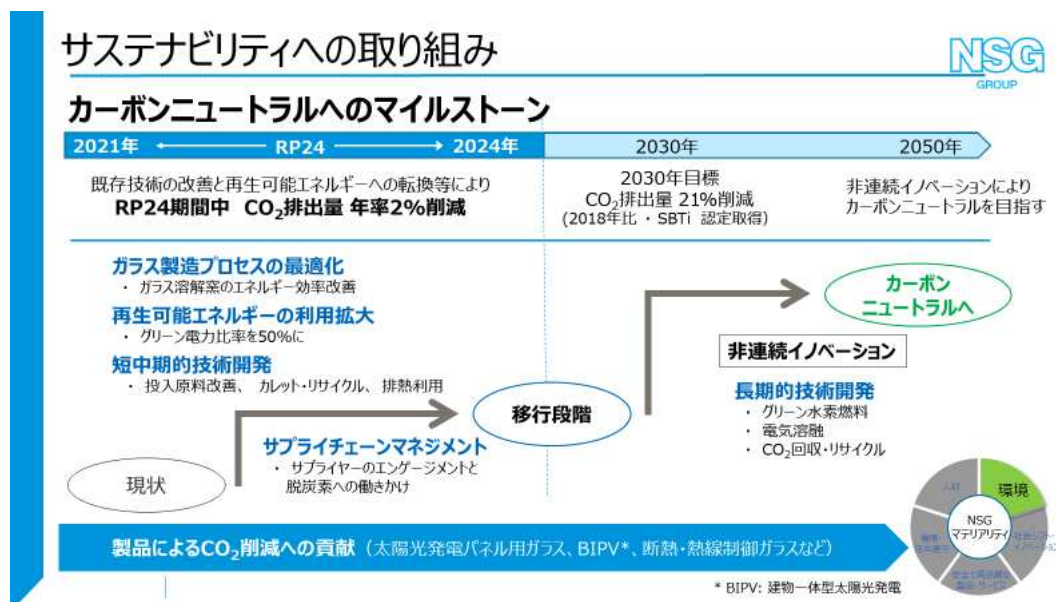 サステナビリティへの取り組み
NSG
GROUP
カーボンニュートラルへのマイルストーン
2021年 RP24 2024年 2030年 2050年
既存技術の改善と再生可能エネルギーへの転換等により
RP24期間中 CO₂排出量 年率2%削減
2030年目標
CO₂排出量 21%削減
(2018年比・SBTi 認定取得)
非連続イノベーションにより
カーボンニュートラルを目指す
ガラス製造プロセスの最適化
・ ガラス溶解窯のエネルギー効率改善
再生可能エネルギーの利用拡大
・ グリーン電力比率を50%に
短中期的技術開発
・ 投入原料改善、カレット・リサイクル、排熱利用
サプライチェーンマネジメント
・ サプライヤーのエンゲージメントと
脱炭素への働きかけ
現状
移行段階
カーボン
ニュートラルへ
非連続イノベーション
長期的技術開発
・ グリーン水素燃料
・ 電気溶融
・ CO₂回収・リサイクル
製品によるCO₂削減への貢献（太陽光発電パネル用ガラス、BIPV*、断熱・熱線制御ガラスなど）
人材
環境
NSG
マテリアリティ
* BIPV: 建物一体型太陽光発電